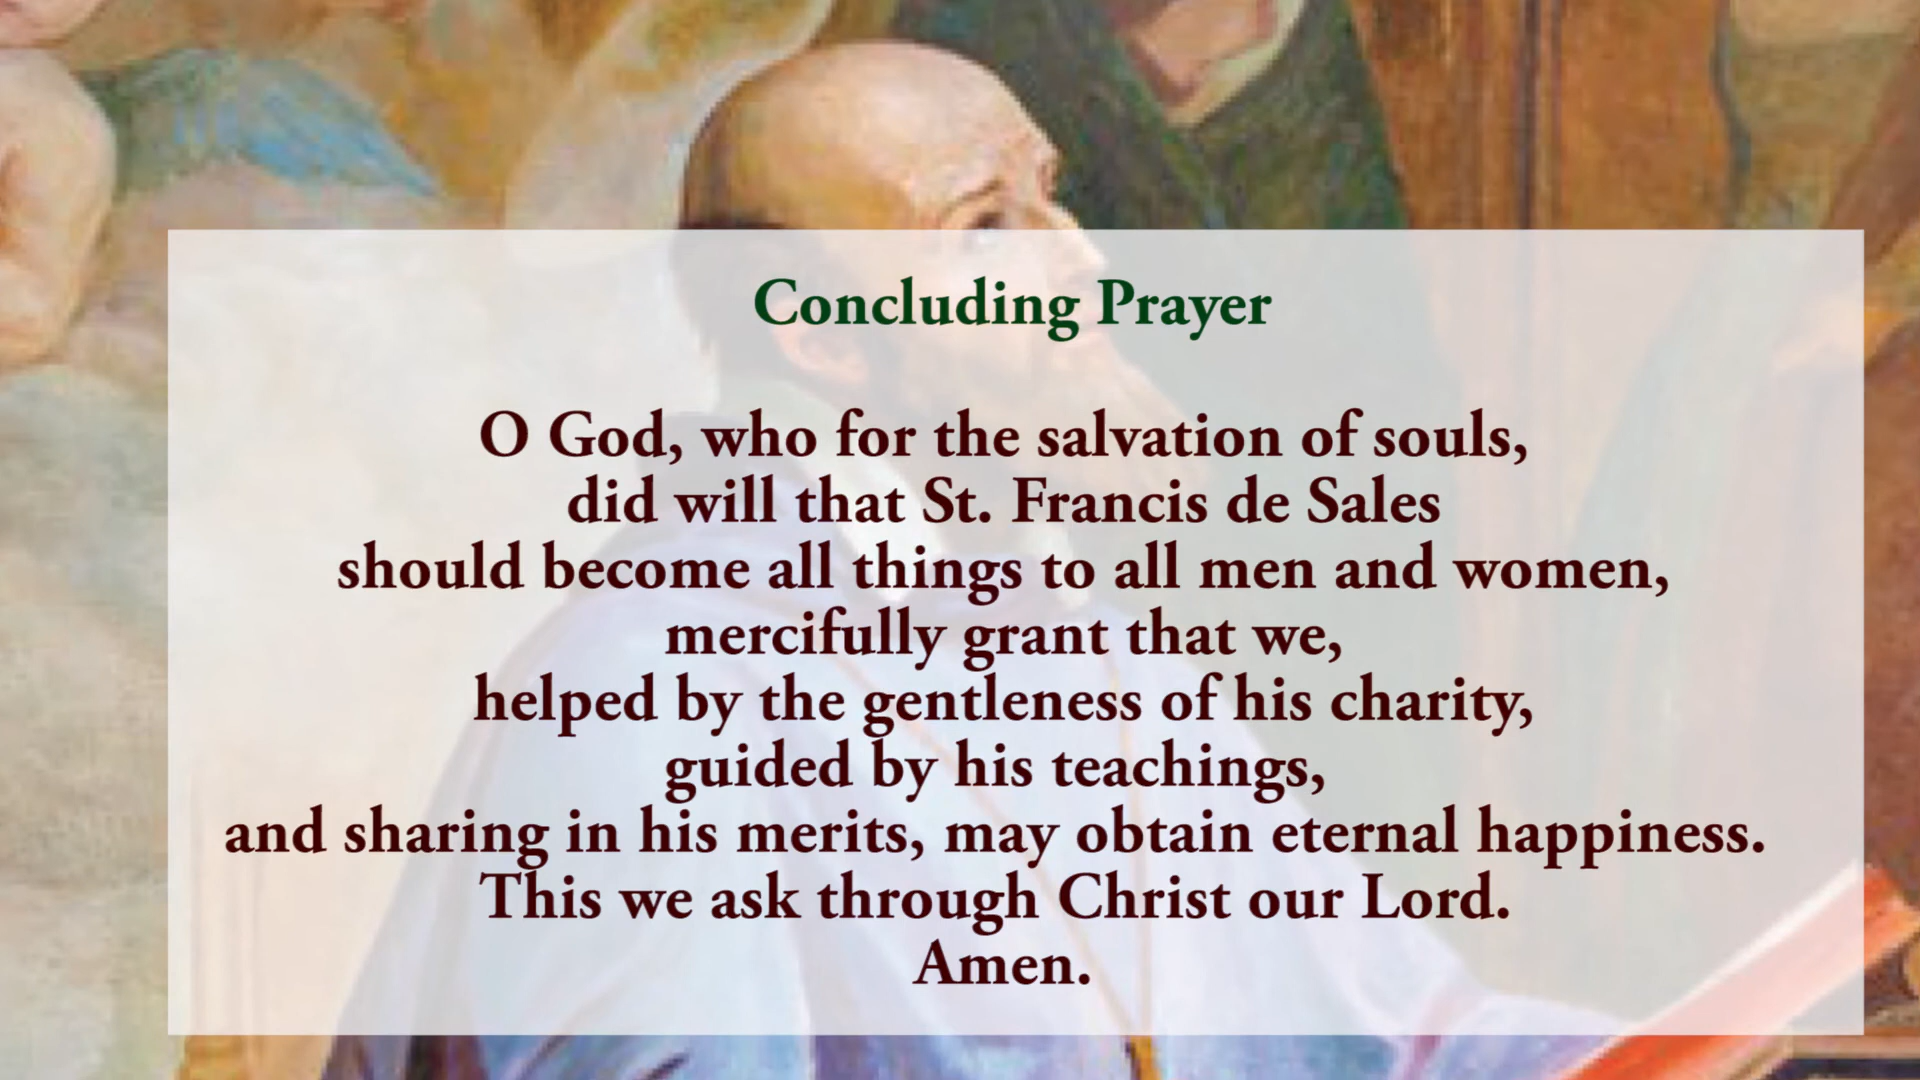 Concluding Prayer
O God, who for the salvation of souls,
did will that St. Francis de Sales
should become all things to all men and women,
mercifully grant that we,
helped by the gentleness of his charity,
guided by his teachings,
and sharing in his merits, may obtain eternal happiness.
This we ask through Christ our Lord.
Amen.